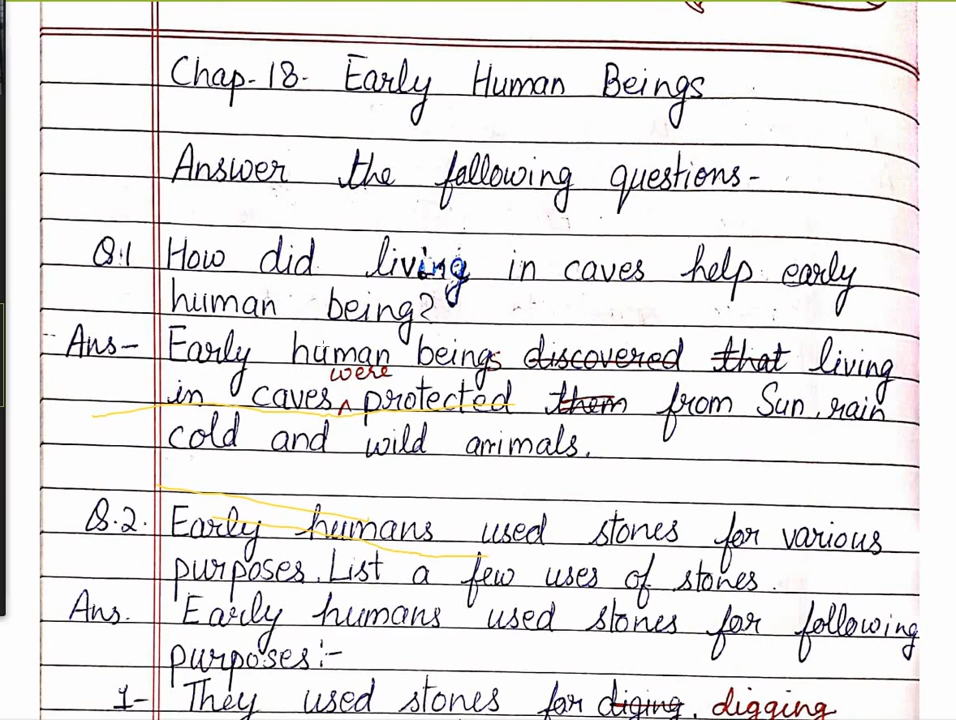 Chap-18- Early Human Beings
Answer the following questions-
Q.1 How did living in caves help early
human being?
Ans- Early human beings discovered that living
were
in caves ^ protected them from Sun, rain
cold and wild animals.
Q.2. Early humans used stones for various
purposes. List a few uses of stones.
Ans. Early humans used stones for following
purposes:-
1- They used stones for diging. digging